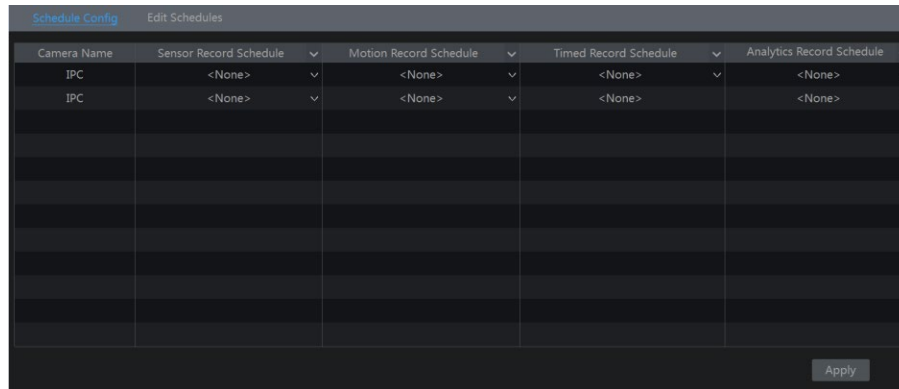 Schedule Config Edit Schedules
Camera Name Sensor Record Schedule Motion Record Schedule Timed Record Schedule Analytics Record Schedule
IPC <None> <None> <None> <None>
IPC <None> <None> <None> <None>
Apply